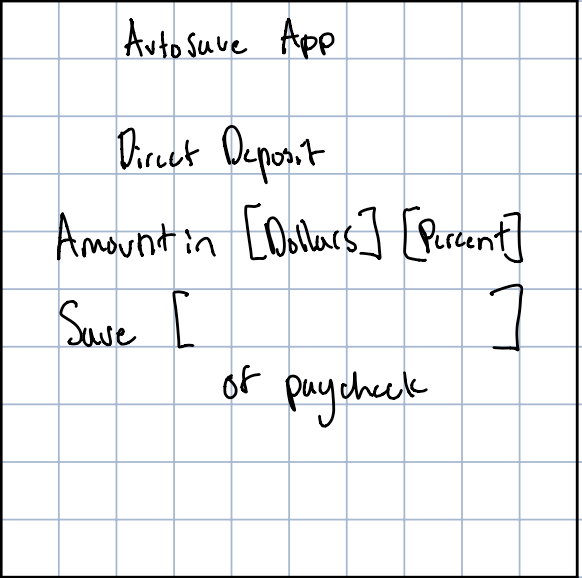 Autosave App
Direct Deposit
Amount in [Dollars] [Percent]
Save [ ]
of paycheck